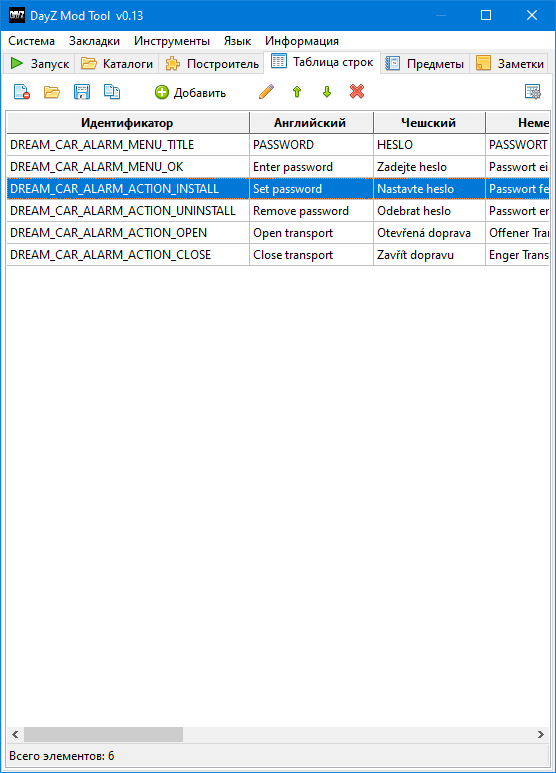 DAYZ DayZ Mod Tool v0.13
Система Закладки Инструменты Язык Информация
Запуск Каталоги Построитель Таблица строк Предметы Заметки
Добавить
Идентификатор Английский Чешский Неме
DREAM_CAR_ALARM_MENU_TITLE PASSWORD HESLO PASSWORT
DREAM_CAR_ALARM_MENU_OK Enter password Zadejte heslo Passwort ei
DREAM_CAR_ALARM_ACTION_INSTALL Set password Nastavte heslo Passwort fe
DREAM_CAR_ALARM_ACTION_UNINSTALL Remove password Odebrat heslo Passwort er
DREAM_CAR_ALARM_ACTION_OPEN Open transport Otevřená doprava Offener Tran
DREAM_CAR_ALARM_ACTION_CLOSE Close transport Zavřít dopravu Enger Trans
Всего элементов: 6